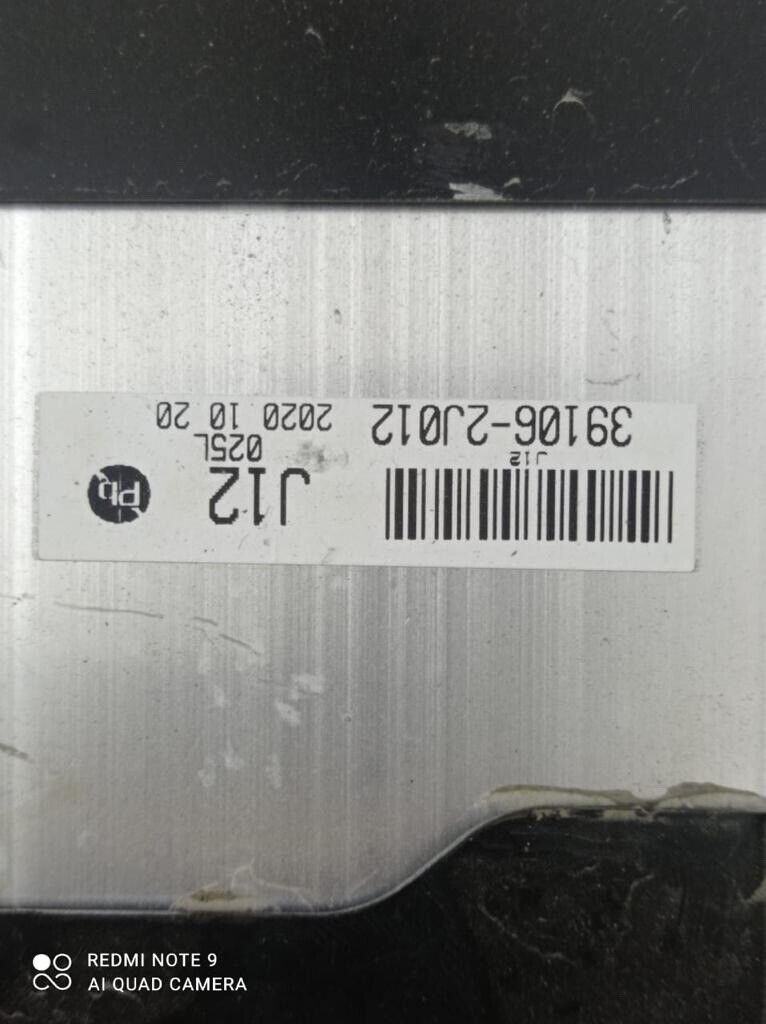 39106-2J012
2020 10 20
J12
025L
J12
Pb
REDMI NOTE 9
AI QUAD CAMERA